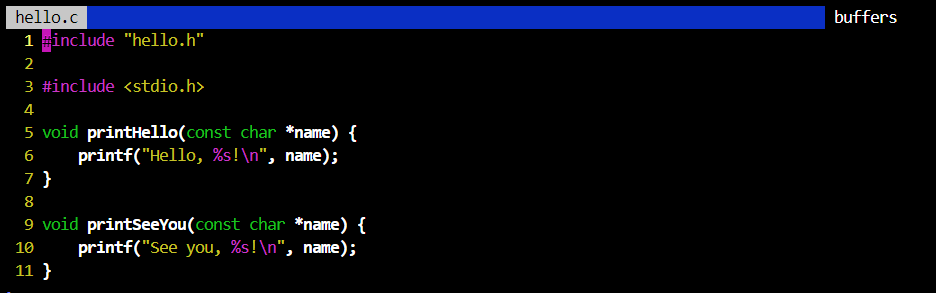 hello.c buffers
1 #include "hello.h"
2
3 #include <stdio.h>
4
5 void printHello(const char *name) {
6     printf("Hello, %s!\n", name);
7 }
8
9 void printSeeYou(const char *name) {
10     printf("See you, %s!\n", name);
11 }